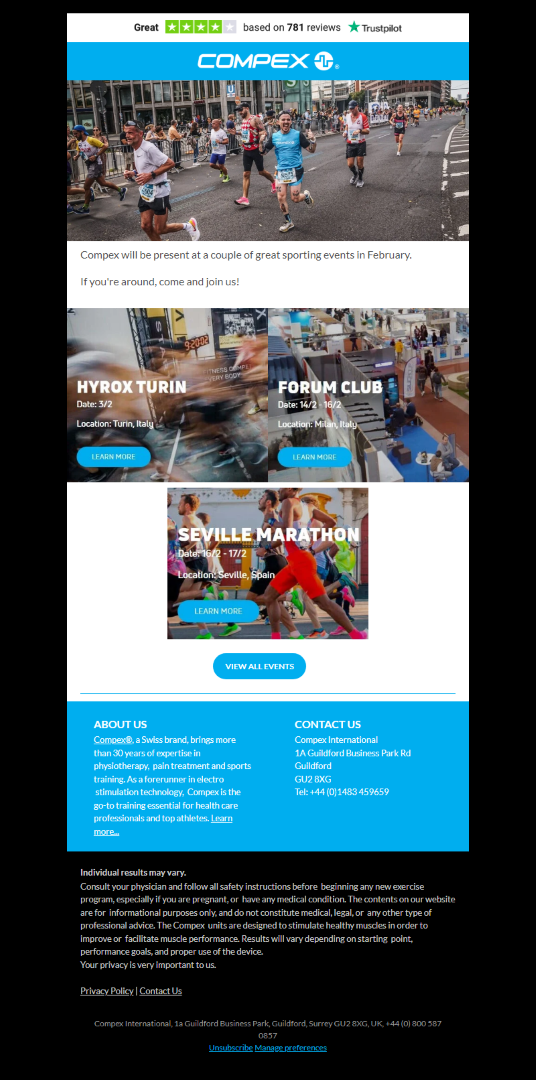 Great based on 781 reviews Trustpilot
COMPEX
Compex will be present at a couple of great sporting events in February.
If you're around, come and join us!
9:20:02
HYROX TURIN
Date: 3/2
Location: Turin, Italy
LEARN MORE
FORUM CLUB
Date: 14/2 - 16/2
Location: Milan, Italy
LEARN MORE
SEVILLE MARATHON
Date: 16/2 - 17/2
Location: Seville, Spain
LEARN MORE
VIEW ALL EVENTS
ABOUT US
Compex®, a Swiss brand, brings more
than 30 years of expertise in
physiotherapy, pain treatment and sports
training. As a forerunner in electro
stimulation technology, Compex is the
go-to training essential for health care
professionals and top athletes. Learn
more...
CONTACT US
Compex International
1A Guildford Business Park Rd
Guildford
GU2 8XG
Tel: +44 (0)1483 459659
Individual results may vary.
Consult your physician and follow all safety instructions before beginning any new exercise
program, especially if you are pregnant, or have any medical condition. The contents on our website
are for informational purposes only, and do not constitute medical, legal, or any other type of
professional advice. The Compex units are designed to stimulate healthy muscles in order to
improve or facilitate muscle performance. Results will vary depending on starting point,
performance goals, and proper use of the device.
Your privacy is very important to us.
Privacy Policy | Contact Us
Compex International, 1a Guildford Business Park, Guildford, Surrey GU2 8XG, UK, +44 (0) 800 587
0857
Unsubscribe Manage preferences